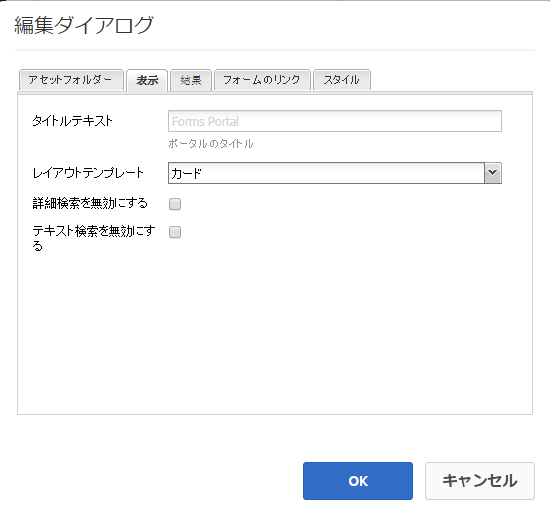 編集ダイアログ
アセットフォルダー 表示 結果 フォームのリンク スタイル
タイトルテキスト Forms Portal
ポータルのタイトル
レイアウトテンプレート カード
詳細検索を無効にする
テキスト検索を無効にす
る
OK キャンセル